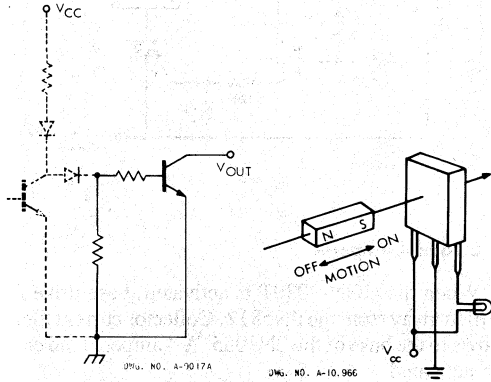 VCC
VOUT
N S
OFF ON
MOTION
Vcc
DWG. NO. A-9017A
DWG. NO. A-10,966